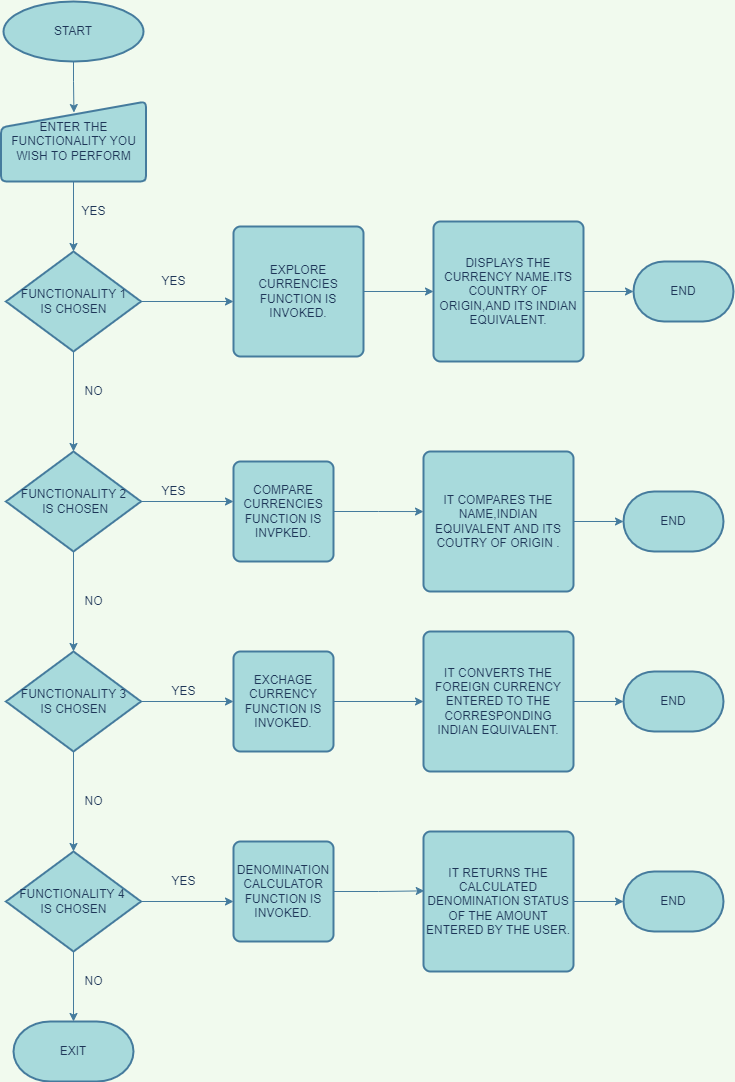 START
ENTER THE
FUNCTIONALITY YOU
WISH TO PERFORM
YES
FUNCTIONALITY 1
IS CHOSEN
YES
EXPLORE
CURRENCIES
FUNCTION IS
INVOKED.
DISPLAYS THE
CURRENCY NAME.ITS
COUNTRY OF
ORIGIN,AND ITS INDIAN
EQUIVALENT.
END
NO
FUNCTIONALITY 2
IS CHOSEN
YES
COMPARE
CURRENCIES
FUNCTION IS
INVPKED.
IT COMPARES THE
NAME,INDIAN
EQUIVALENT AND ITS
COUTRY OF ORIGIN .
END
NO
FUNCTIONALITY 3
IS CHOSEN
YES
EXCHAGE
CURRENCY
FUNCTION IS
INVOKED.
IT CONVERTS THE
FOREIGN CURRENCY
ENTERED TO THE
CORRESPONDING
INDIAN EQUIVALENT.
END
NO
FUNCTIONALITY 4
IS CHOSEN
YES
DENOMINATION
CALCULATOR
FUNCTION IS
INVOKED.
IT RETURNS THE
CALCULATED
DENOMINATION STATUS
OF THE AMOUNT
ENTERED BY THE USER.
END
NO
EXIT